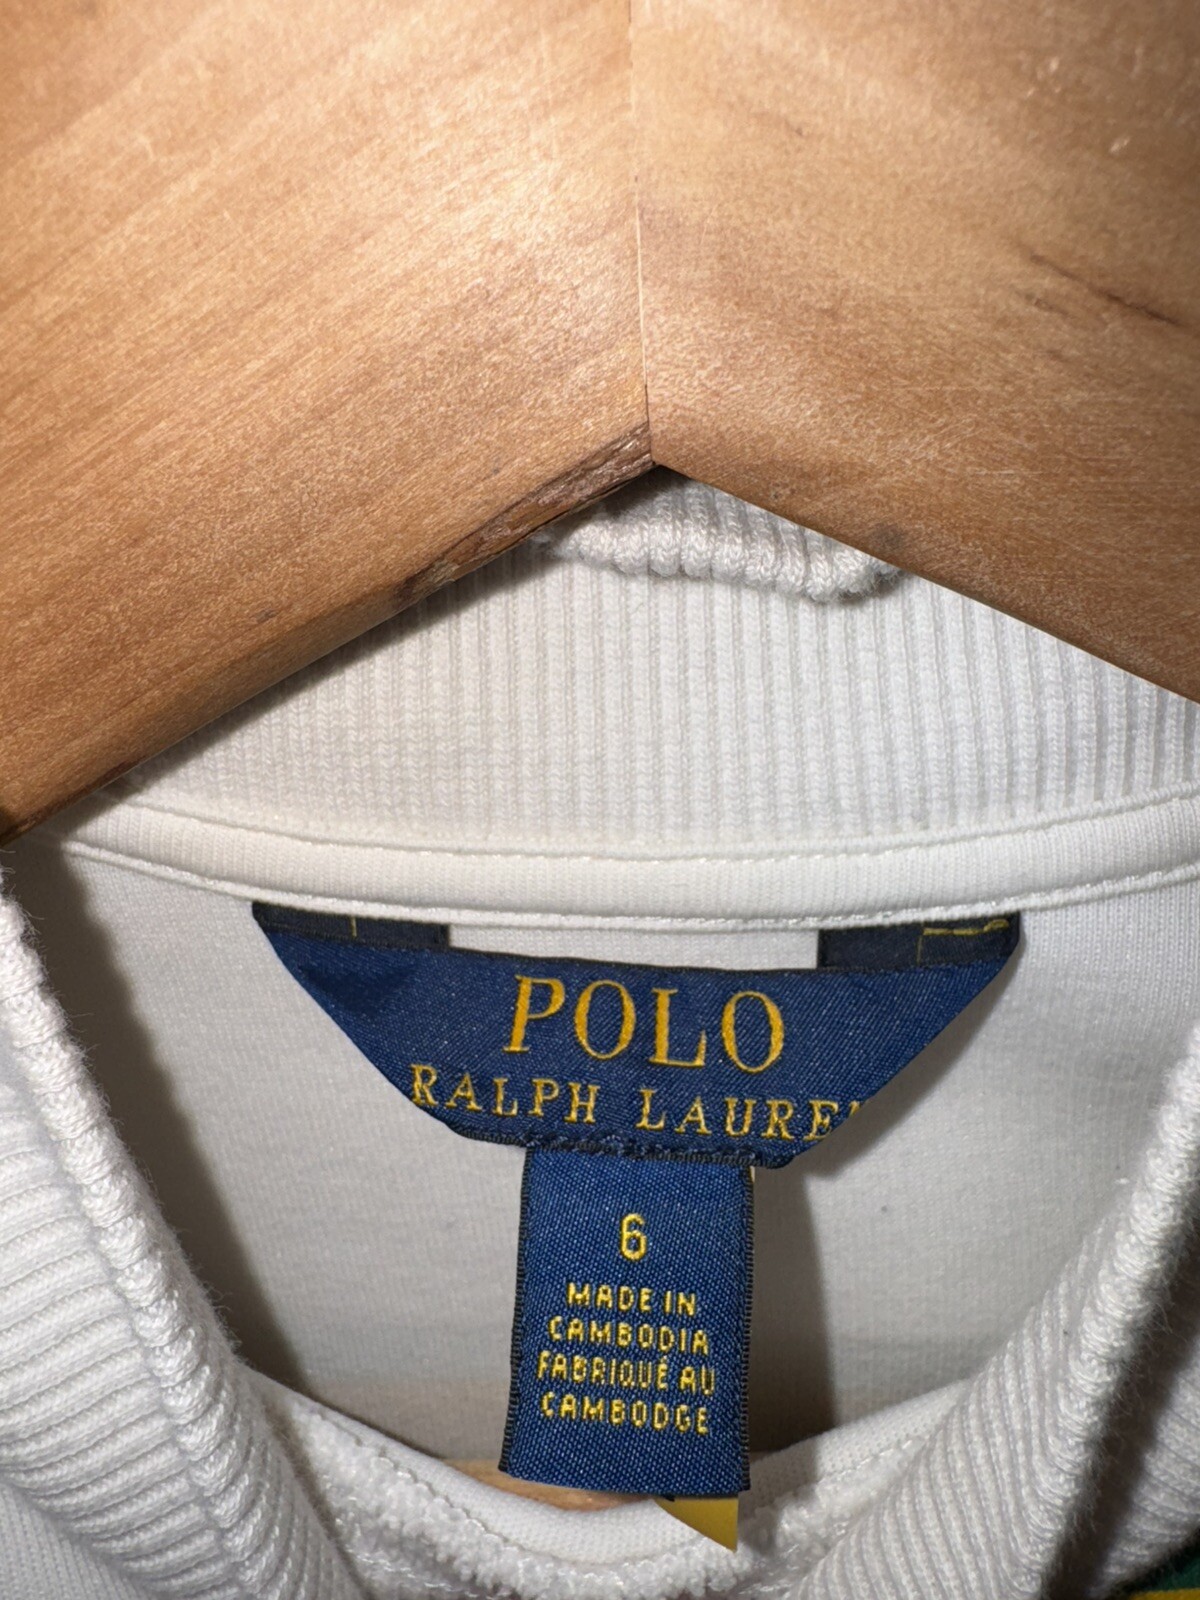 POLO
RALPH LAURE
6
MADE IN
CAMBODIA
FABRIQUÉ AU
CAMBODGE